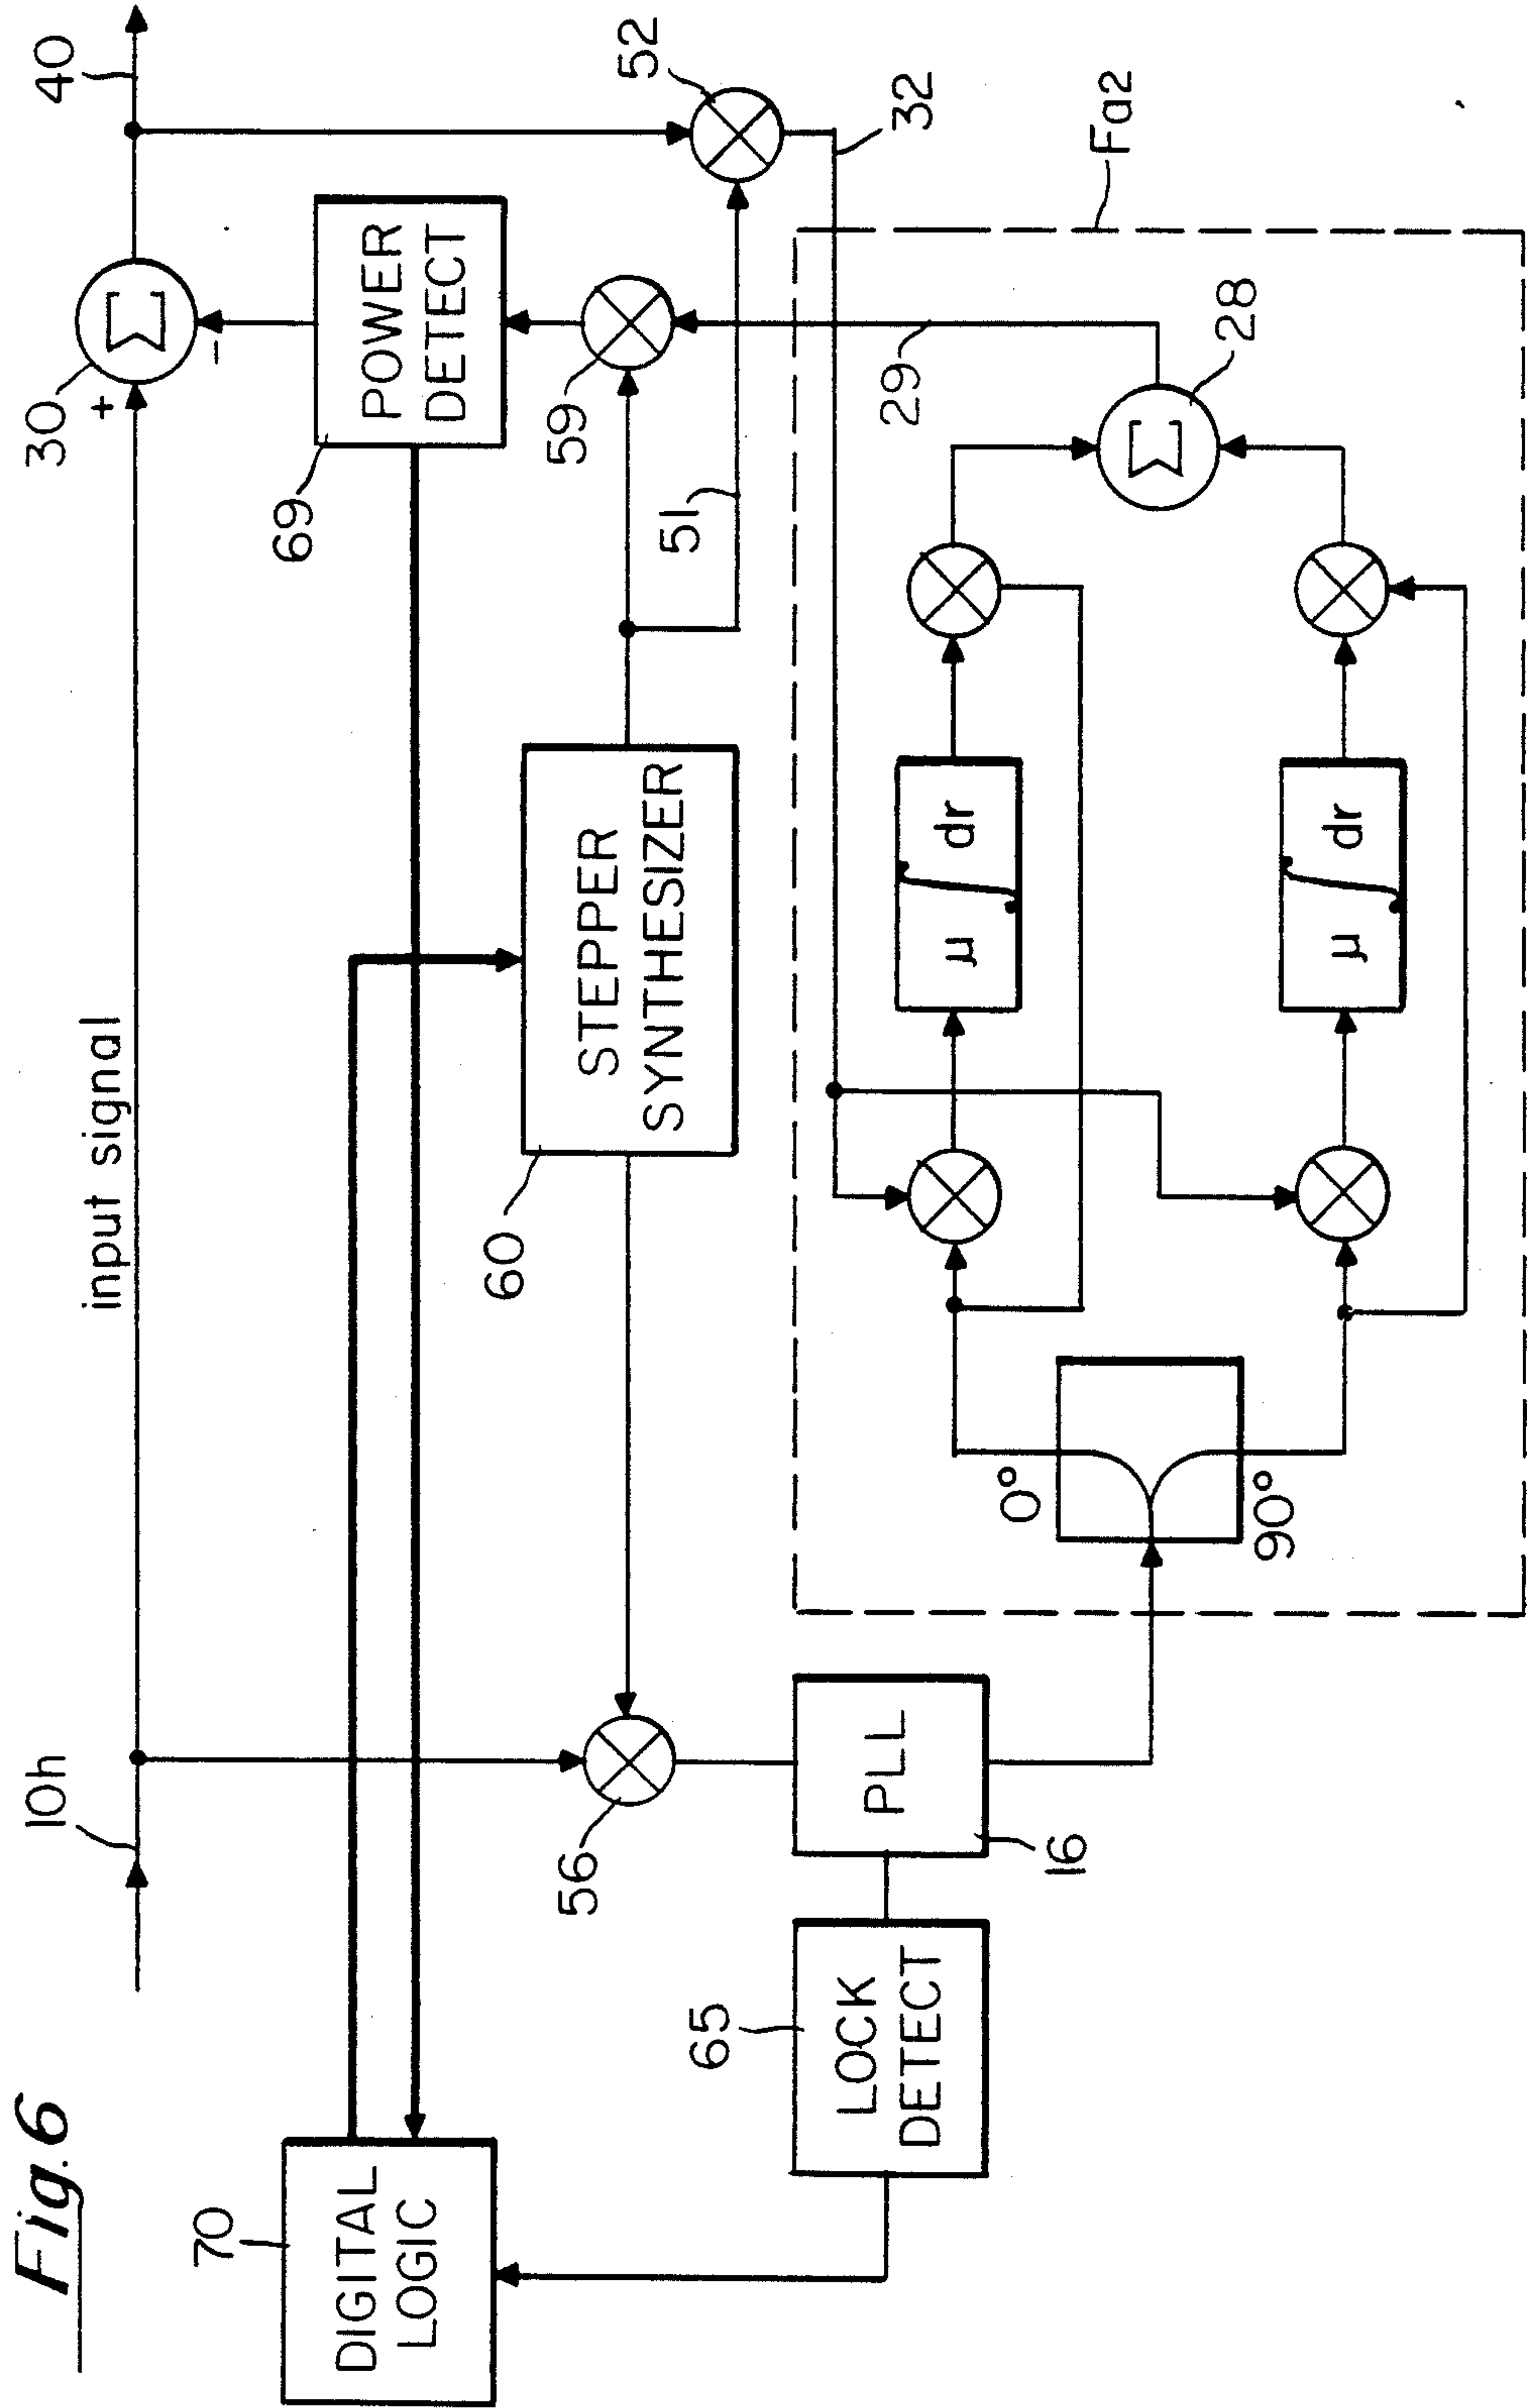 Fig. 6
10h
input signal
30
+
-
40
70
DIGITAL
LOGIC
69
POWER
DETECT
60
STEPPER
SYNTHESIZER
56
59
51
52
32
65
LOCK
DETECT
PLL
16
29
Fa2
0°
90°
μ dr
μ dr
Σ
Σ
28